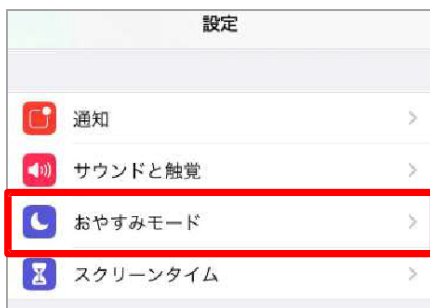 設定
通知
サウンドと触覚
おやすみモード
スクリーンタイム